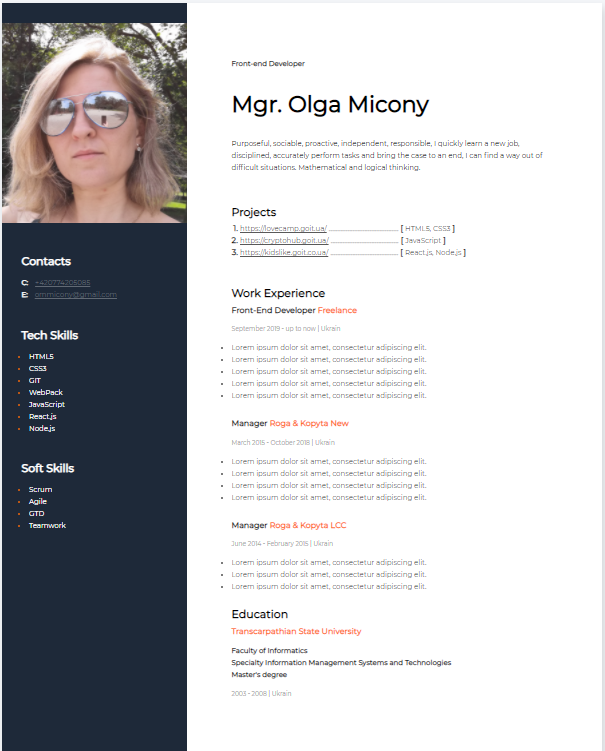 Contacts
C: +420774205085
E: ommicony@gmail.com
Tech Skills
HTML5
CSS3
GIT
WebPack
JavaScript
React.js
Node.js
Soft Skills
Scrum
Agile
GTD
Teamwork
Front-end Developer
Mgr. Olga Micony
Purposeful, sociable, proactive, independent, responsible, I quickly learn a new job,
disciplined, accurately perform tasks and bring the case to an end, I can find a way out of
difficult situations. Mathematical and logical thinking.
Projects
1. https://lovecamp.goit.ua/ [ HTML5, CSS3 ]
2. https://cryptohub.goit.ua/ [ JavaScript ]
3. https://kidslike.goit.co.ua/ [ React.js, Node.js ]
Work Experience
Front-End Developer Freelance
September 2019 - up to now | Ukrain
Lorem ipsum dolor sit amet, consectetur adipiscing elit.
Lorem ipsum dolor sit amet, consectetur adipiscing elit.
Lorem ipsum dolor sit amet, consectetur adipiscing elit.
Lorem ipsum dolor sit amet, consectetur adipiscing elit.
Lorem ipsum dolor sit amet, consectetur adipiscing elit.
Manager Roga & Kopyta New
March 2015 - October 2018 | Ukrain
Lorem ipsum dolor sit amet, consectetur adipiscing elit.
Lorem ipsum dolor sit amet, consectetur adipiscing elit.
Lorem ipsum dolor sit amet, consectetur adipiscing elit.
Lorem ipsum dolor sit amet, consectetur adipiscing elit.
Manager Roga & Kopyta LCC
June 2014 - February 2015 | Ukrain
Lorem ipsum dolor sit amet, consectetur adipiscing elit.
Lorem ipsum dolor sit amet, consectetur adipiscing elit.
Lorem ipsum dolor sit amet, consectetur adipiscing elit.
Education
Transcarpathian State University
Faculty of Informatics
Specialty Information Management Systems and Technologies
Master's degree
2003 - 2008 | Ukrain